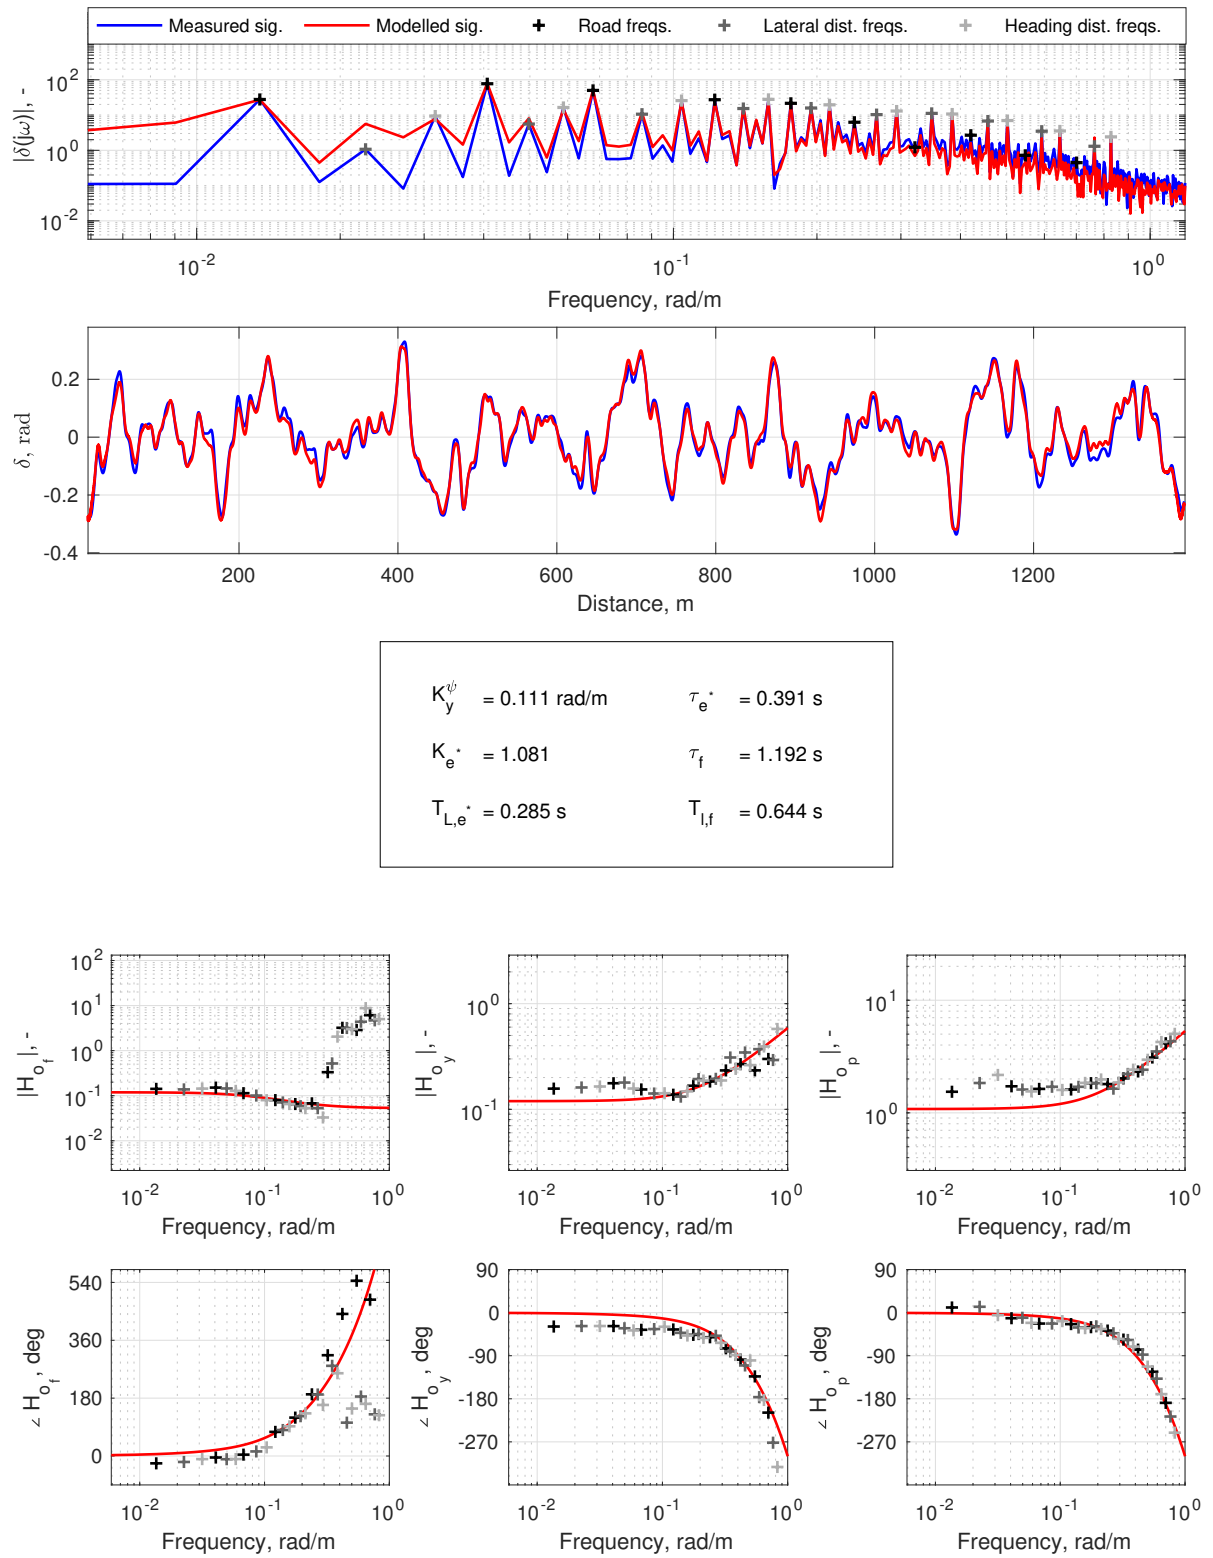 Measured sig. Modelled sig. Road freqs. Lateral dist. freqs. Heading dist. freqs.
|δ(jω)|, -
10^2
10^0
10^-2
10^-2 10^-1 10^0
Frequency, rad/m
δ, rad
0.2
0
-0.2
-0.4
200 400 600 800 1000 1200
Distance, m
K_y^ψ = 0.111 rad/m τ_e* = 0.391 s
K_e* = 1.081 τ_f = 1.192 s
T_L,e* = 0.285 s T_l,f = 0.644 s
|H_o_f|, -
10^2
10^1
10^0
10^-1
10^-2
10^-2 10^-1 10^0
Frequency, rad/m
|H_o_y|, -
10^0
10^-1
10^-2 10^-1 10^0
Frequency, rad/m
|H_o_p|, -
10^1
10^0
10^-2 10^-1 10^0
Frequency, rad/m
∠ H_o_f, deg
540
360
180
0
10^-2 10^-1 10^0
Frequency, rad/m
∠ H_o_y, deg
90
0
-90
-180
-270
10^-2 10^-1 10^0
Frequency, rad/m
∠ H_o_p, deg
90
0
-90
-180
-270
10^-2 10^-1 10^0
Frequency, rad/m